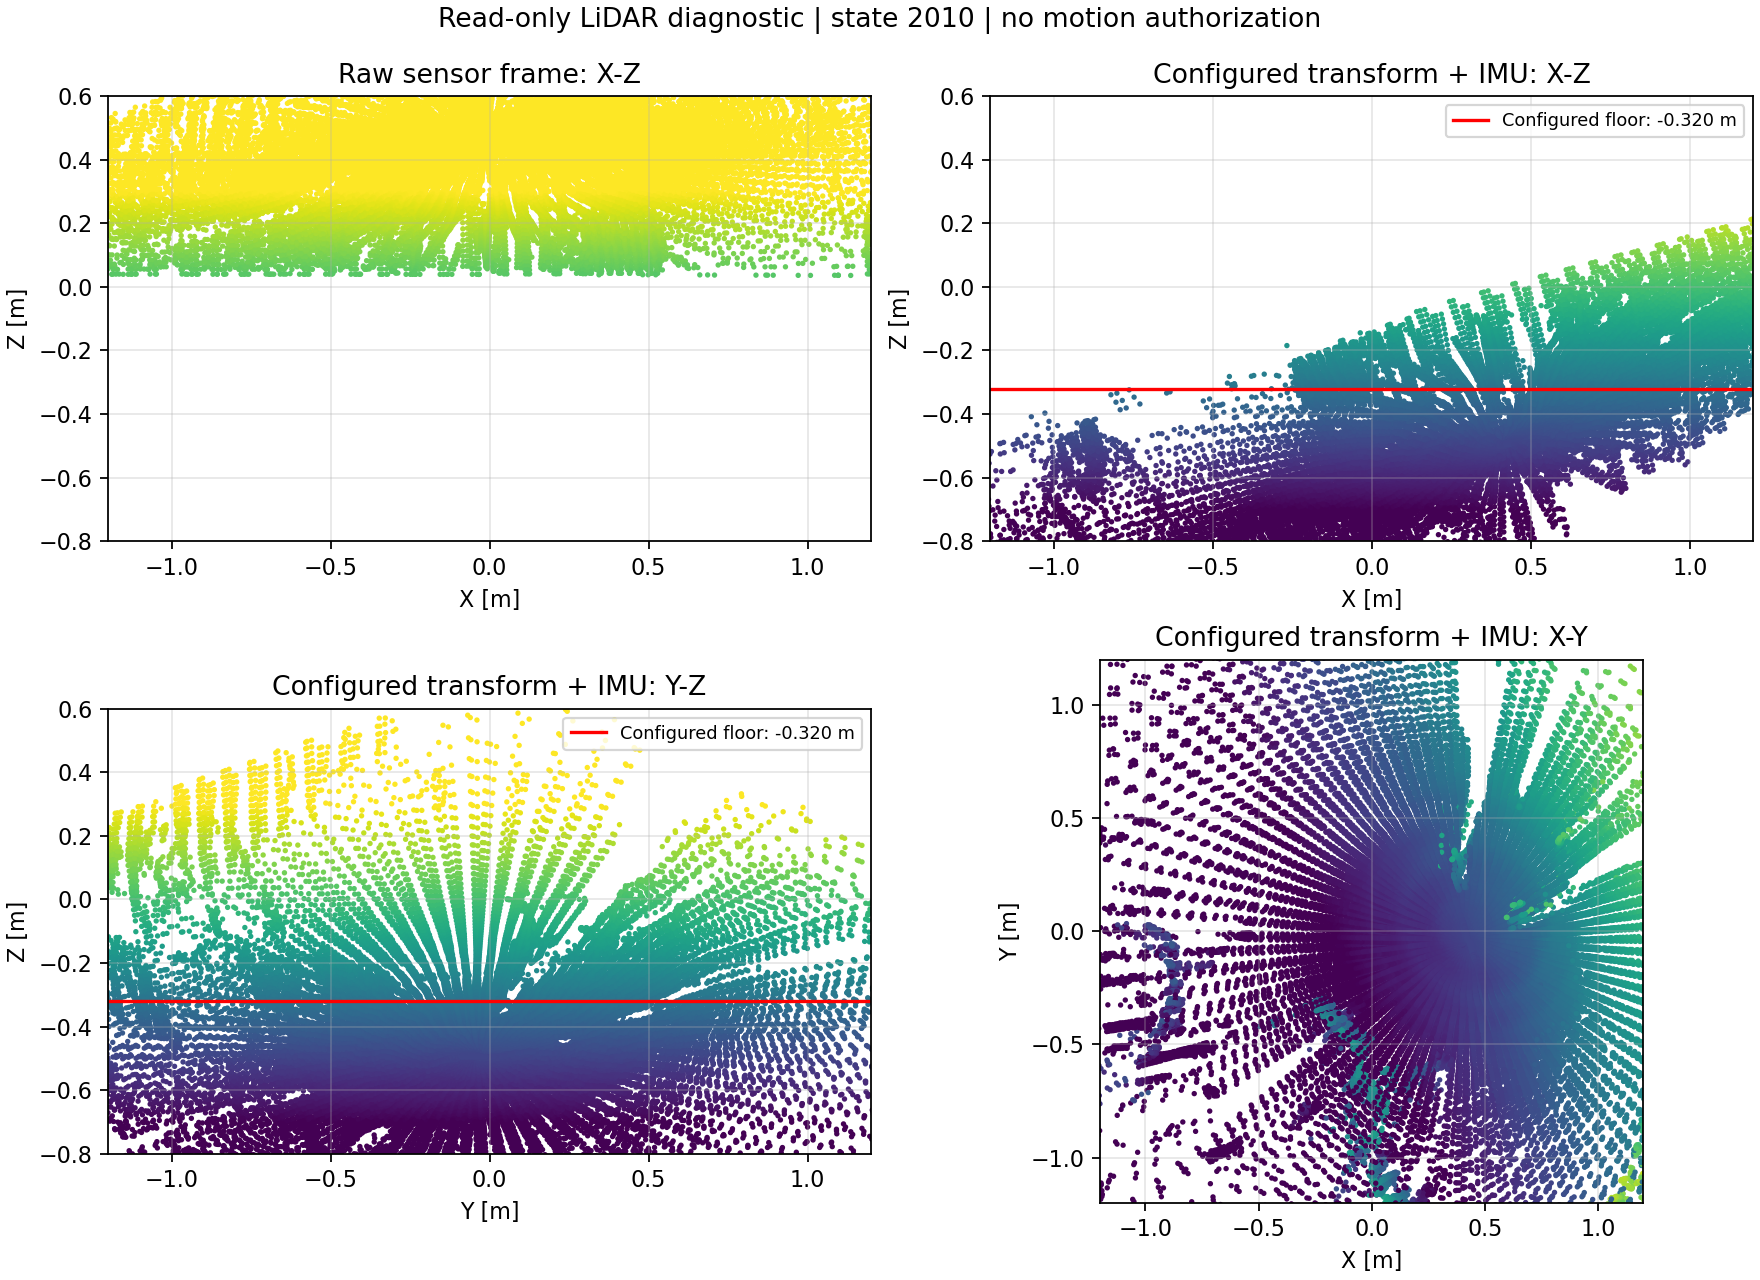 Read-only LiDAR diagnostic | state 2010 | no motion authorization
Raw sensor frame: X-Z
0.6
0.4
0.2
0.0
−0.2
−0.4
−0.6
−0.8
Z [m]
−1.0 −0.5 0.0 0.5 1.0
X [m]
Configured transform + IMU: X-Z
Configured floor: -0.320 m
0.6
0.4
0.2
0.0
−0.2
−0.4
−0.6
−0.8
Z [m]
−1.0 −0.5 0.0 0.5 1.0
X [m]
Configured transform + IMU: Y-Z
Configured floor: -0.320 m
0.6
0.4
0.2
0.0
−0.2
−0.4
−0.6
−0.8
Z [m]
−1.0 −0.5 0.0 0.5 1.0
Y [m]
Configured transform + IMU: X-Y
1.0
0.5
0.0
−0.5
−1.0
Y [m]
−1.0 −0.5 0.0 0.5 1.0
X [m]